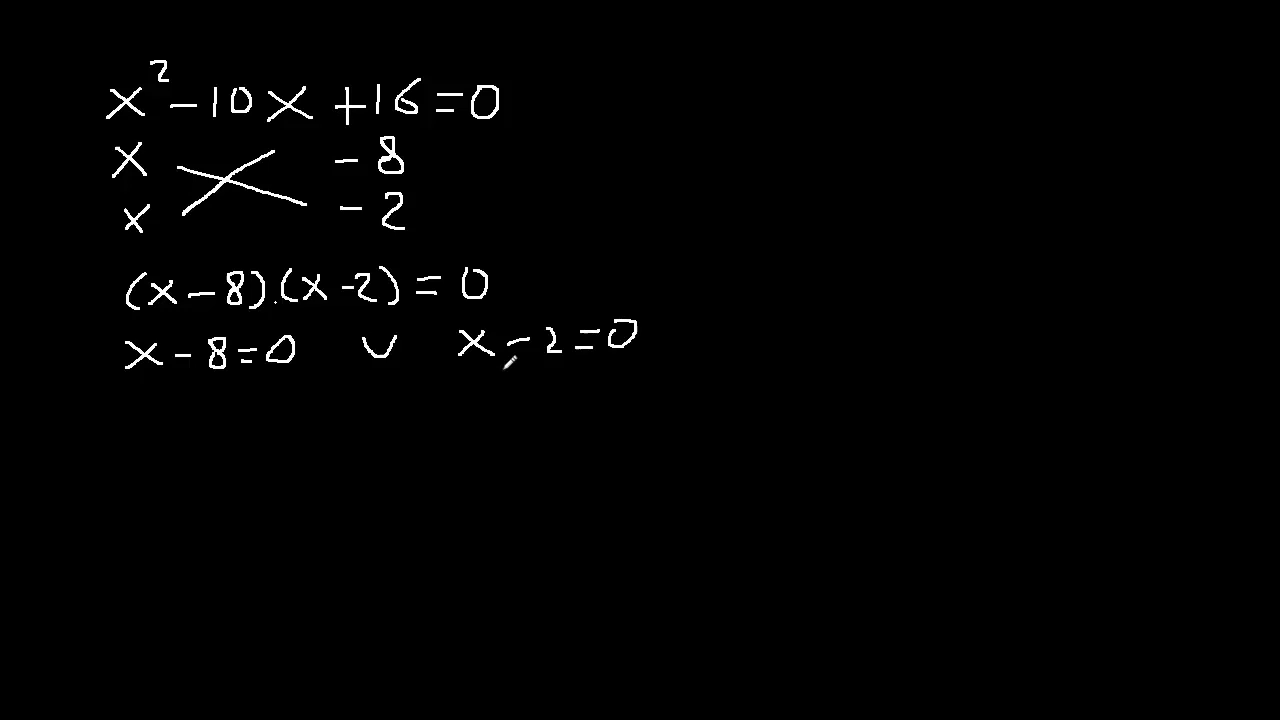 x² - 10x + 16 = 0
x - 8
x - 2
(x - 8).(x - 2) = 0
x - 8 = 0 ∨ x - 2 = 0